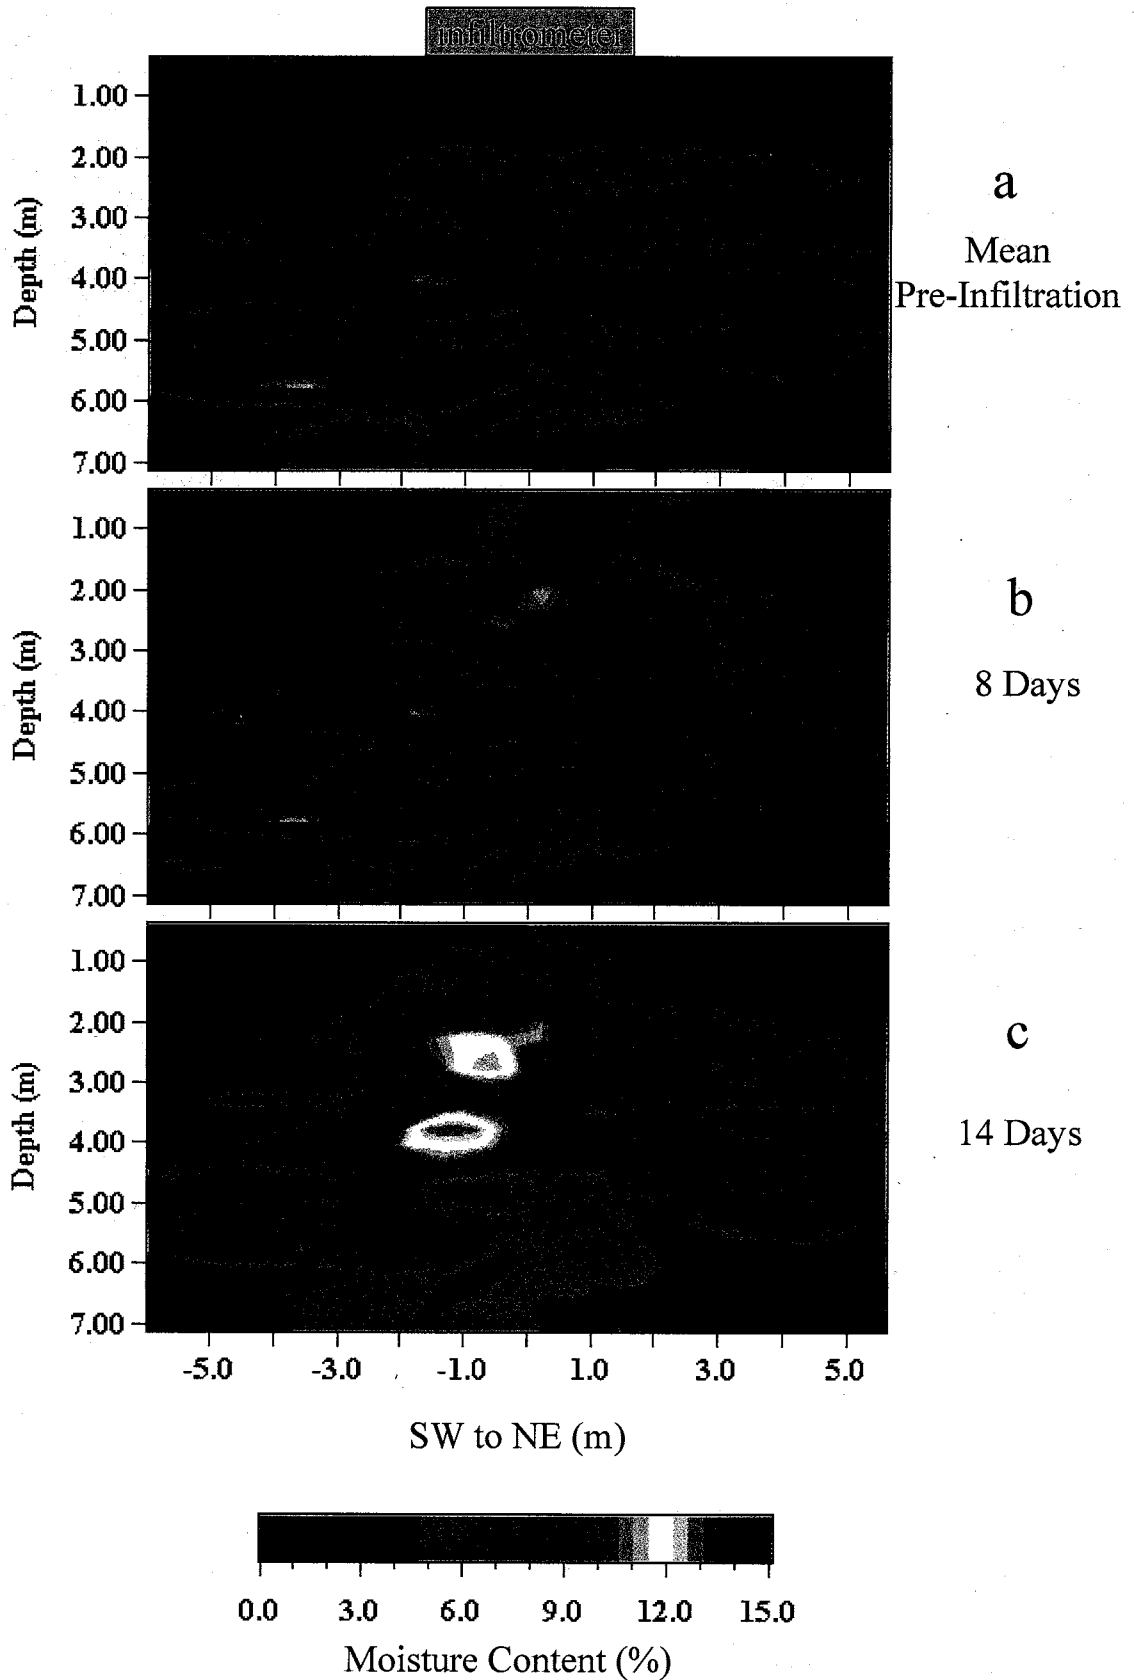 infiltrometer
1.00
2.00
3.00
4.00
5.00
6.00
7.00
Depth (m)
a
Mean
Pre-Infiltration
1.00
2.00
3.00
4.00
5.00
6.00
7.00
Depth (m)
b
8 Days
1.00
2.00
3.00
4.00
5.00
6.00
7.00
Depth (m)
c
14 Days
-5.0 -3.0 -1.0 1.0 3.0 5.0
SW to NE (m)
0.0 3.0 6.0 9.0 12.0 15.0
Moisture Content (%)